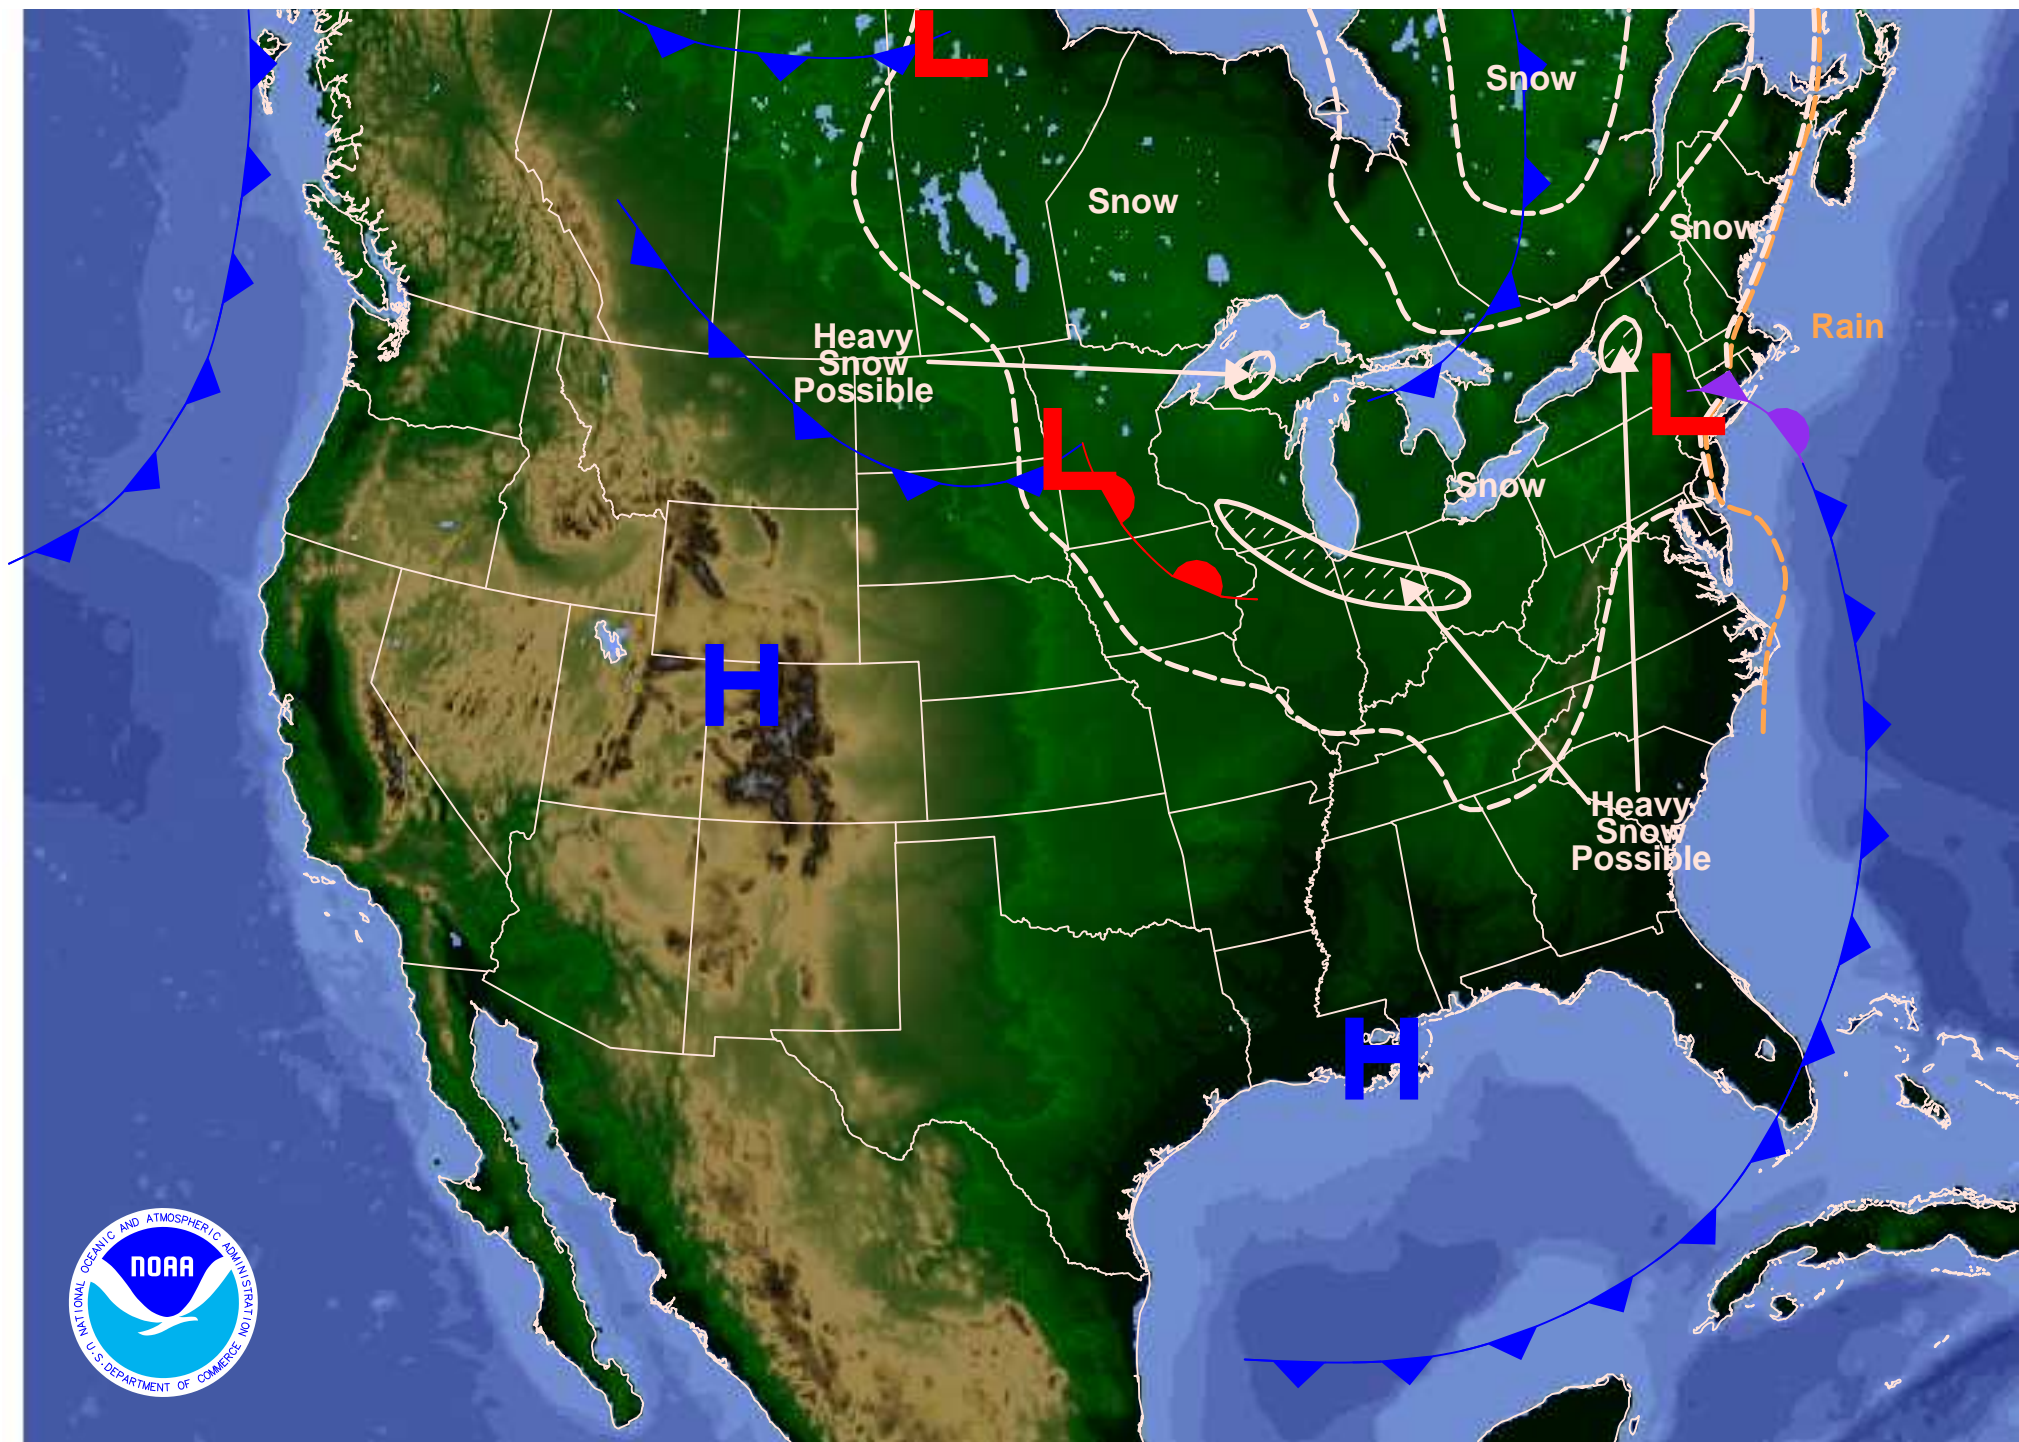 L
Snow
Snow
Snow
Rain
Heavy
Snow
Possible
L
L
Snow
H
Heavy
Snow
Possible
H
NATIONAL OCEANIC AND ATMOSPHERIC ADMINISTRATION
NOAA
U.S. DEPARTMENT OF COMMERCE